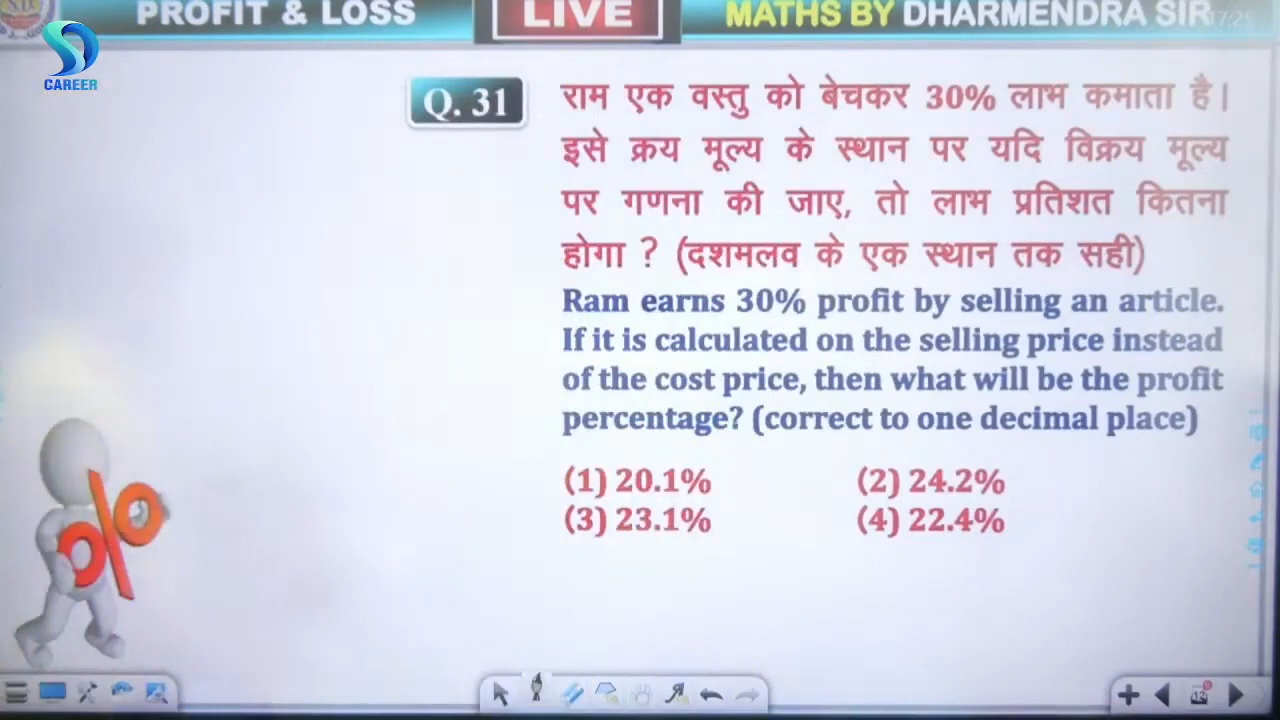 PROFIT & LOSS
LIVE
MATHS BY DHARMENDRA SIR
17:25
CAREER
Q. 31
राम एक वस्तु को बेचकर 30% लाभ कमाता है।
इसे क्रय मूल्य के स्थान पर यदि विक्रय मूल्य
पर गणना की जाए, तो लाभ प्रतिशत कितना
होगा ? (दशमलव के एक स्थान तक सही)
Ram earns 30% profit by selling an article.
If it is calculated on the selling price instead
of the cost price, then what will be the profit
percentage? (correct to one decimal place)
(1) 20.1% (2) 24.2%
(3) 23.1% (4) 22.4%
%